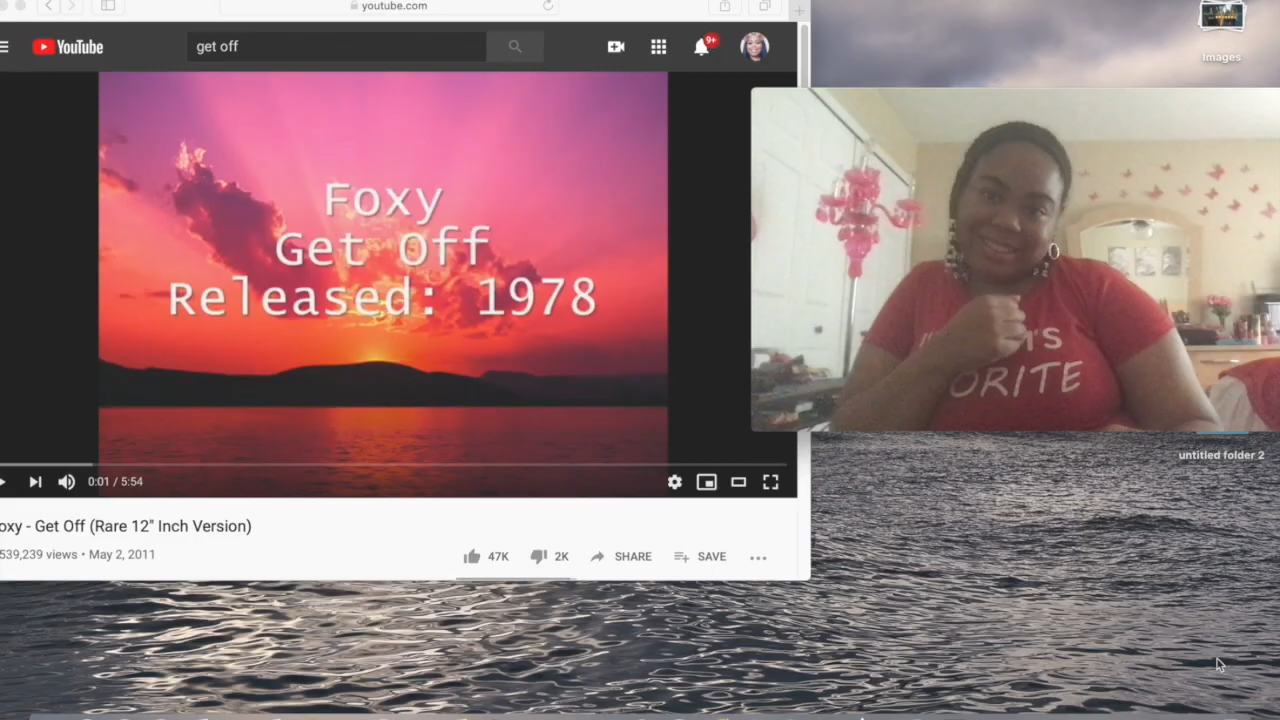 youtube.com
YouTube
get off
9+
Images
Foxy
Get Off
Released: 1978
ORITE
0:01 / 5:54
untitled folder 2
oxy - Get Off (Rare 12" Inch Version)
539,239 views • May 2, 2011
47K
2K
SHARE
SAVE